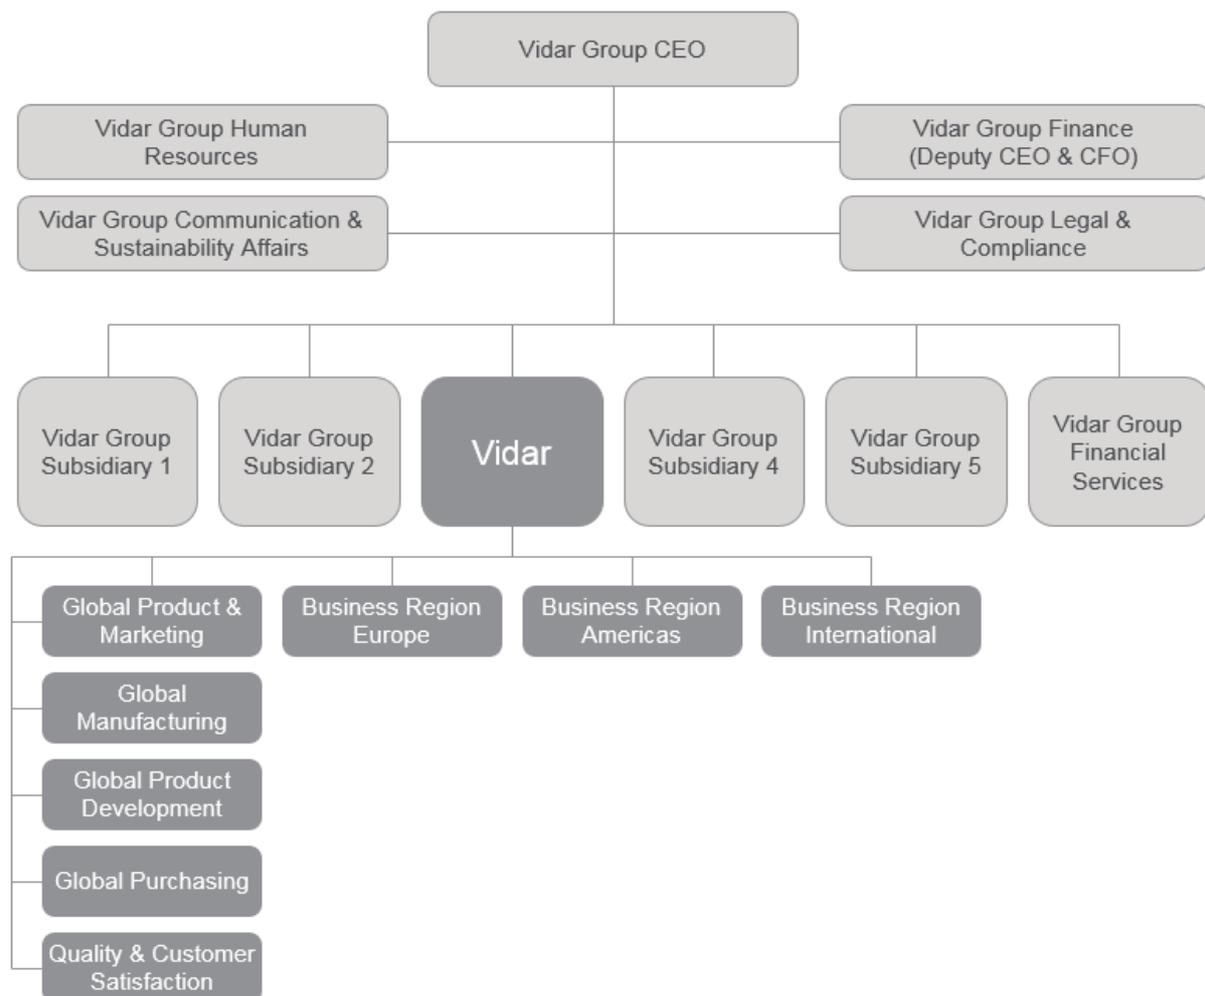 Vidar Group CEO
Vidar Group Human
Resources
Vidar Group Finance
(Deputy CEO & CFO)
Vidar Group Communication &
Sustainability Affairs
Vidar Group Legal &
Compliance
Vidar Group
Subsidiary 1
Vidar Group
Subsidiary 2
Vidar
Vidar Group
Subsidiary 4
Vidar Group
Subsidiary 5
Vidar Group
Financial
Services
Global Product &
Marketing
Business Region
Europe
Business Region
Americas
Business Region
International
Global
Manufacturing
Global Product
Development
Global Purchasing
Quality & Customer
Satisfaction